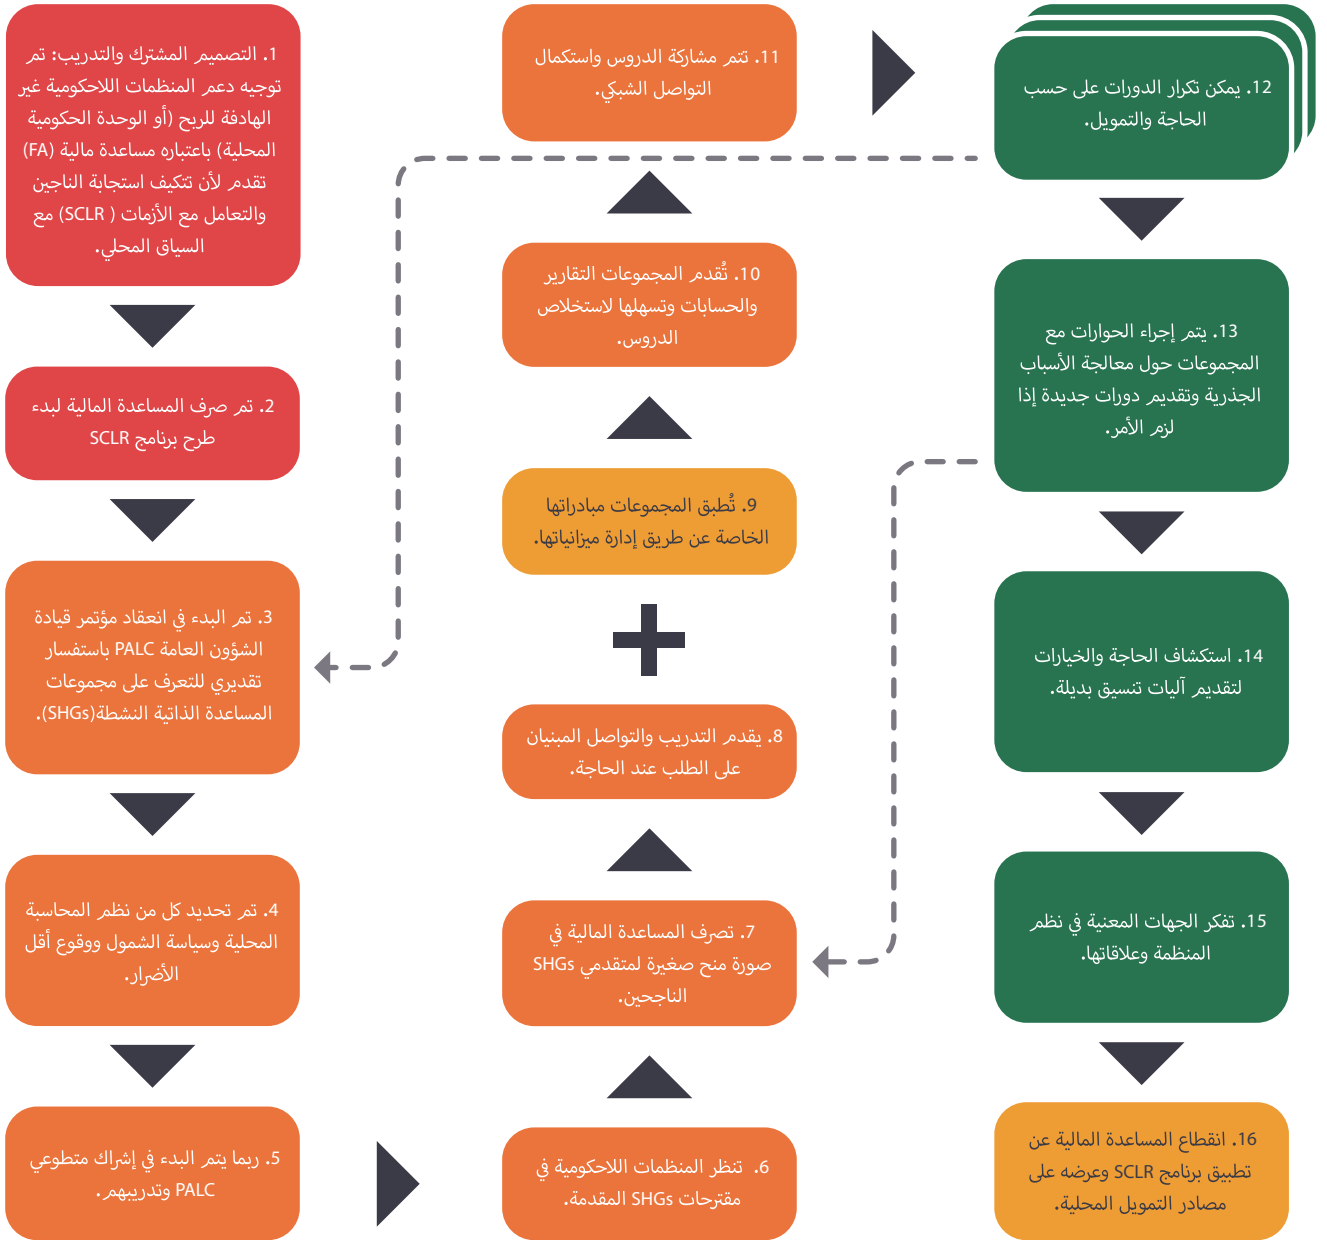 1. التصميم المشترك والتدريب: تم
توجيه دعم المنظمات اللاحكومية غير
الهادفة للربح (أو الوحدة الحكومية
المحلية) باعتباره مساعدة مالية (FA)
تقدم لأن تتكيف استجابة الناجين
والتعامل مع الأزمات ( SCLR) مع
السياق المحلي.
2. تم صرف المساعدة المالية لبدء
طرح برنامج SCLR
3. تم البدء في انعقاد مؤتمر قيادة
الشؤون العامة PALC باستفسار
تقديري للتعرف على مجموعات
المساعدة الذاتية النشطة(SHGs).
4. تم تحديد كل من نظم المحاسبة
المحلية وسياسة الشمول ووقوع أقل
الأضرار.
5. ربما يتم البدء في إشراك متطوعي
PALC وتدريبهم.
6. تنظر المنظمات اللاحكومية في
مقترحات SHGs المقدمة.
7. تصرف المساعدة المالية في
صورة منح صغيرة لمتقدمي SHGs
الناجحين.
8. يقدم التدريب والتواصل المبنيان
على الطلب عند الحاجة.
9. تُطبق المجموعات مبادراتها
الخاصة عن طريق إدارة ميزانياتها.
10. تُقدم المجموعات التقارير
والحسابات وتسهلها لاستخلاص
الدروس.
11. تتم مشاركة الدروس واستكمال
التواصل الشبكي.
12. يمكن تكرار الدورات على حسب
الحاجة والتمويل.
13. يتم إجراء الحوارات مع
المجموعات حول معالجة الأسباب
الجذرية وتقديم دورات جديدة إذا
لزم الأمر.
14. استكشاف الحاجة والخيارات
لتقديم آليات تنسيق بديلة.
15. تفكر الجهات المعنية في نظم
المنظمة وعلاقاتها.
16. انقطاع المساعدة المالية عن
تطبيق برنامج SCLR وعرضه على
مصادر التمويل المحلية.